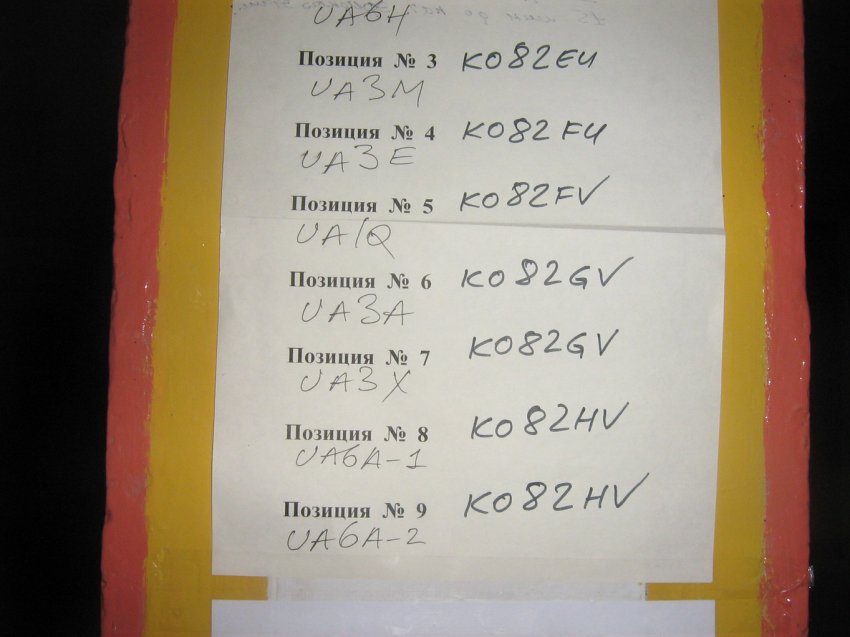 UA6H
Позиция № 3 KO82EU
UA3M
Позиция № 4 KO82FU
UA3E
Позиция № 5 KO82FV
UA1Q
Позиция № 6 KO82GV
UA3A
Позиция № 7 KO82GV
UA3X
Позиция № 8 KO82HV
UA6A-1
Позиция № 9 KO82HV
UA6A-2